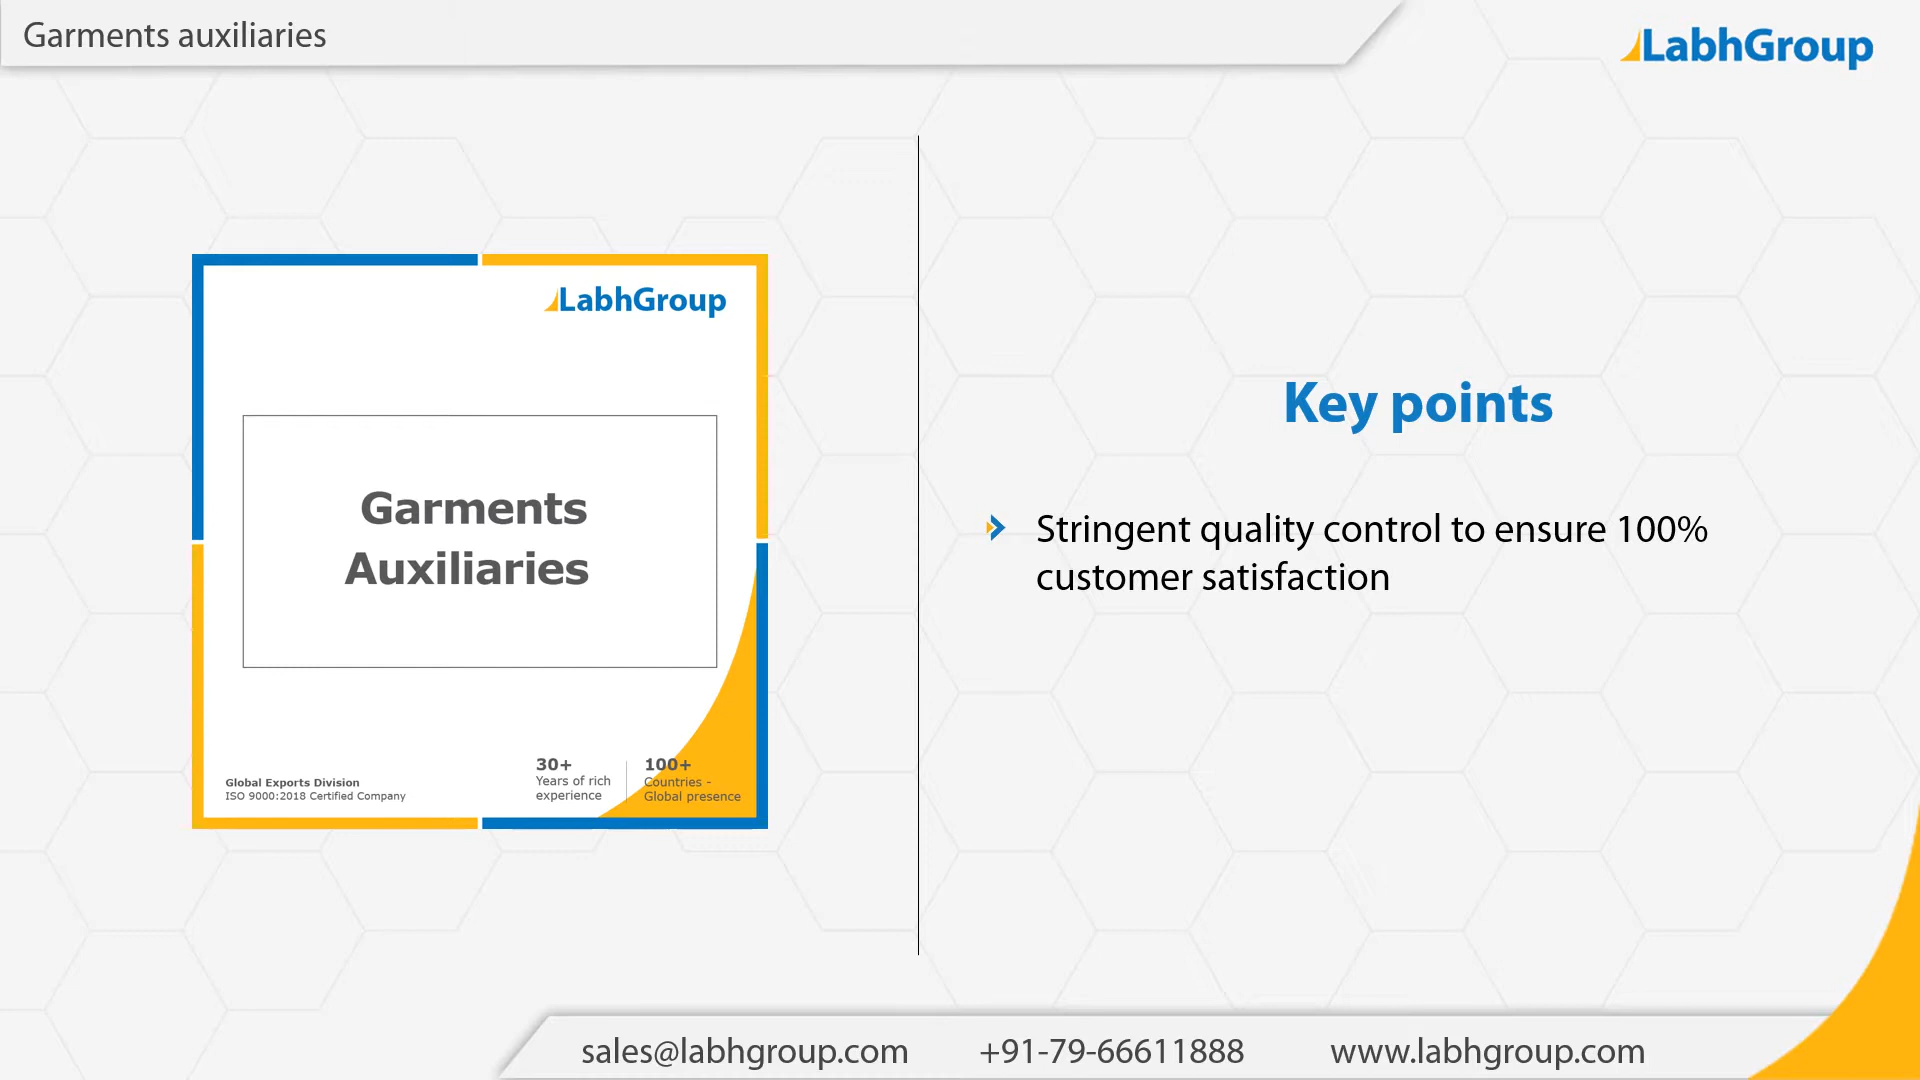 Garments auxiliaries
LabhGroup
LabhGroup
Garments
Auxiliaries
Global Exports Division
ISO 9000:2018 Certified Company
30+
Years of rich
experience
100+
Countries -
Global presence
Key points
Stringent quality control to ensure 100%
customer satisfaction
sales@labhgroup.com +91-79-66611888 www.labhgroup.com